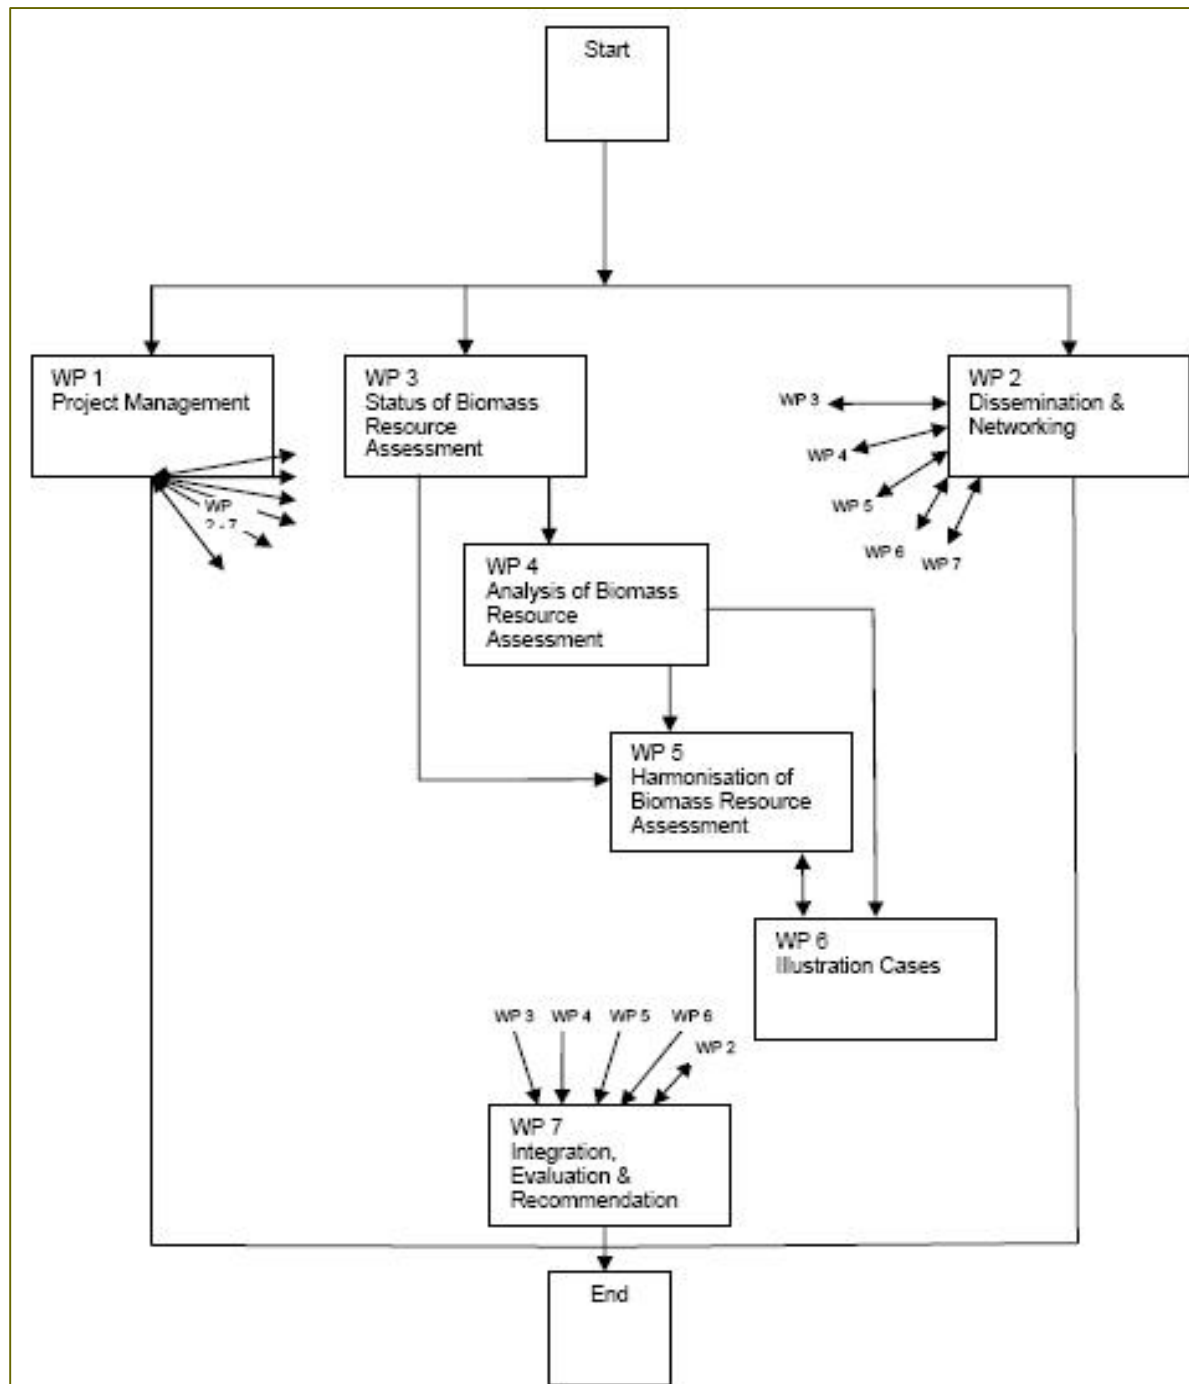 Start
WP 1
Project Management
WP
2 - 7
WP 3
Status of Biomass
Resource
Assessment
WP 2
Dissemination &
Networking
WP 3
WP 4
WP 5
WP 6
WP 7
WP 4
Analysis of Biomass
Resource
Assessment
WP 5
Harmonisation of
Biomass Resource
Assessment
WP 6
Illustration Cases
WP 3
WP 4
WP 5
WP 6
WP 2
WP 7
Integration,
Evaluation &
Recommendation
End